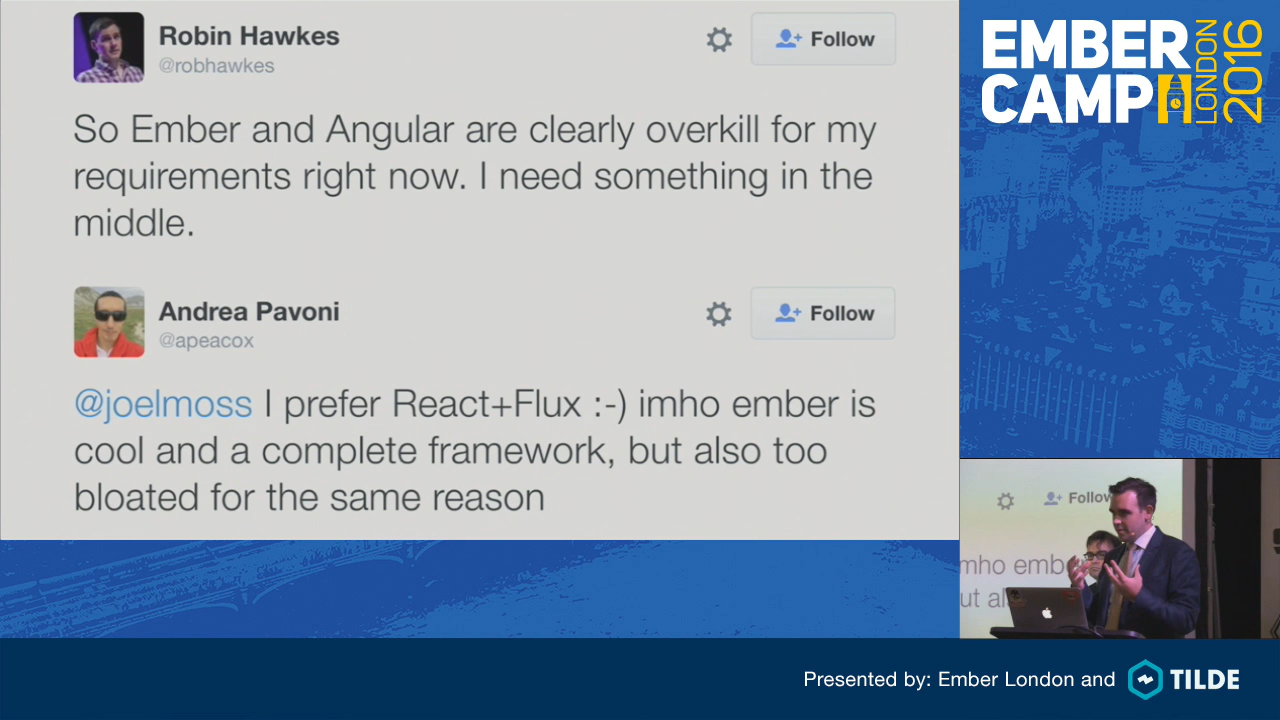 Robin Hawkes
@robhawkes
Follow
So Ember and Angular are clearly overkill for my
requirements right now. I need something in the
middle.
Andrea Pavoni
@apeacox
Follow
@joelmoss I prefer React+Flux :-) imho ember is
cool and a complete framework, but also too
bloated for the same reason
EMBER
CAMP
LONDON
2016
Follow
mho emb
ut al
Presented by: Ember London and TILDE